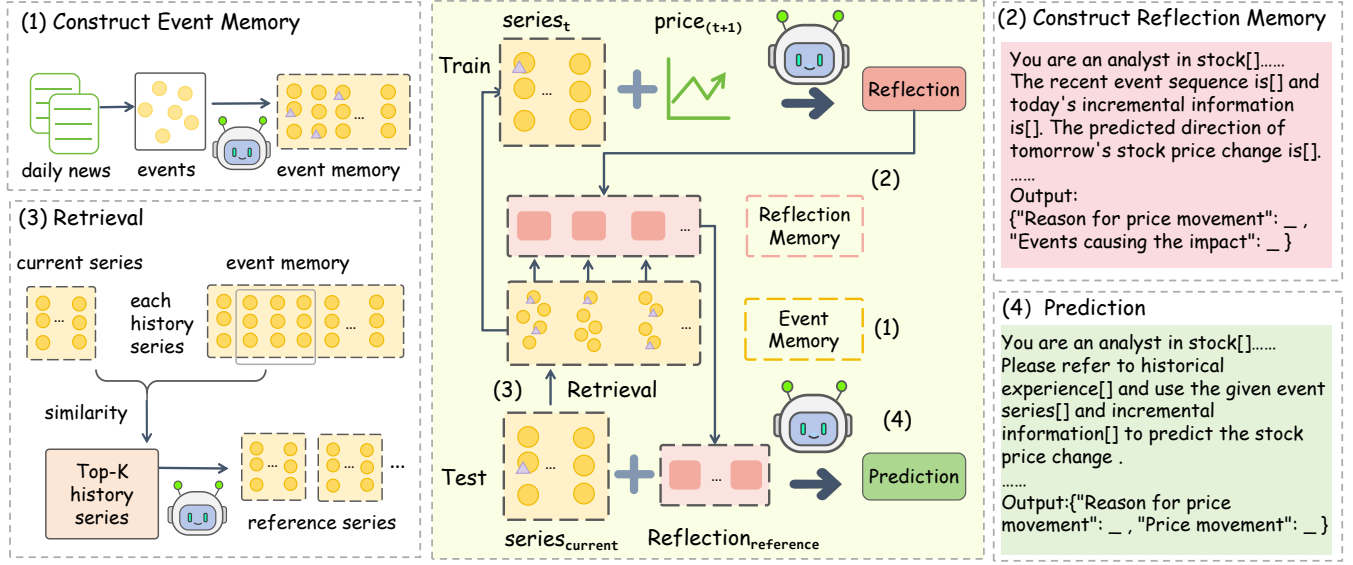 (1) Construct Event Memory
daily news
events
event memory
(3) Retrieval
current series
event memory
each
history
series
similarity
Top-K
history
series
reference series
...
series_t
price_(t+1)
Train
...
Reflection
(2)
...
Reflection
Memory
...
Event
Memory
(1)
(3)
Retrieval
(4)
Test
...
...
Prediction
series_current
Reflection_reference
(2) Construct Reflection Memory
You are an analyst in stock[]......
The recent event sequence is[] and
today's incremental information
is[]. The predicted direction of
tomorrow's stock price change is[].
......
Output:
{"Reason for price movement": _ ,
"Events causing the impact": _ }
(4) Prediction
You are an analyst in stock[]......
Please refer to historical
experience[] and use the given event
series[] and incremental
information[] to predict the stock
price change .
......
Output:{"Reason for price
movement": _ , "Price movement": _ }